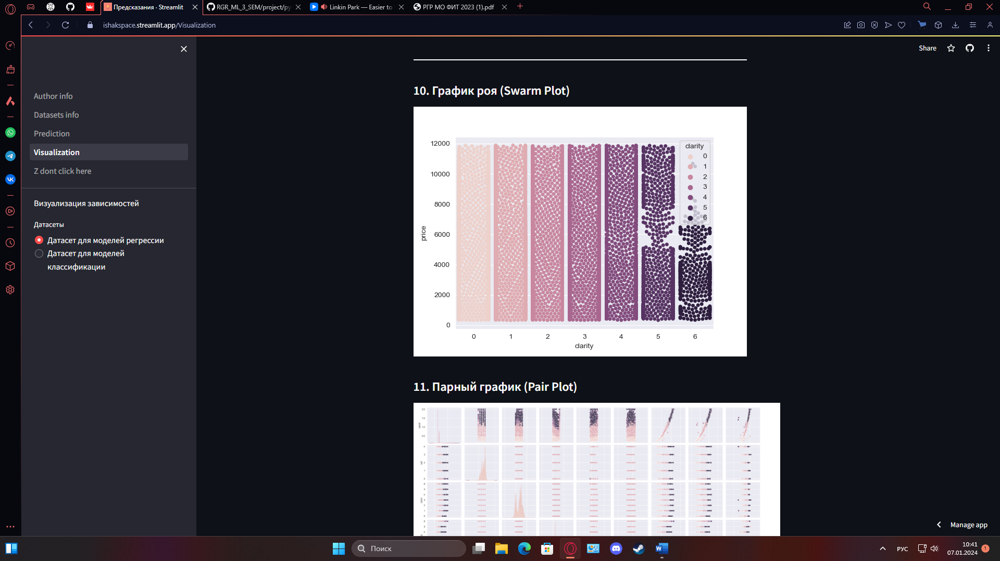 Предсказания · Streamlit
RGR_ML_3_SEM/project/py
Linkin Park — Easier to
РГР МО ФИТ 2023 (1).pdf
ishakspace.streamlit.app/Visualization
Share
Author info
Datasets info
Prediction
Visualization
Z dont click here
Визуализация зависимостей
Датасеты
Датасет для моделей регрессии
Датасет для моделей
классификации
10. График роя (Swarm Plot)
12000
10000
8000
6000
4000
2000
0
price
0 1 2 3 4 5 6
clarity
clarity
0
1
2
3
4
5
6
11. Парный график (Pair Plot)
Manage app
Поиск
РУС
10:41
07.01.2024
1